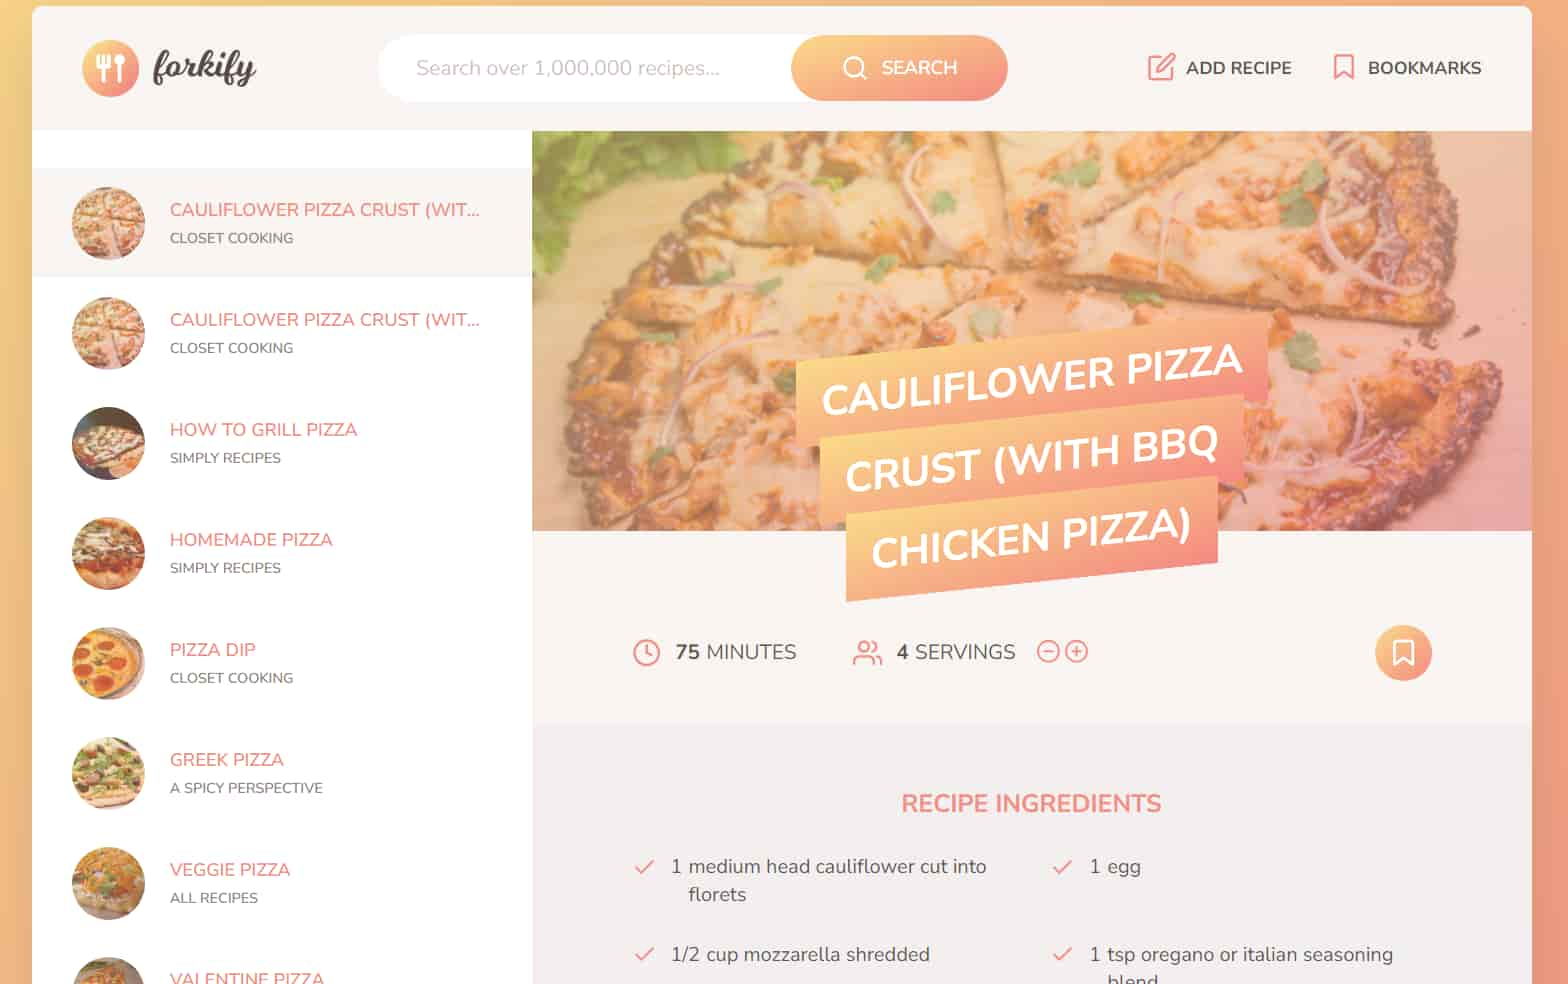 forkify
Search over 1,000,000 recipes...
SEARCH
ADD RECIPE
BOOKMARKS
CAULIFLOWER PIZZA CRUST (WIT...
CLOSET COOKING
CAULIFLOWER PIZZA CRUST (WIT...
CLOSET COOKING
HOW TO GRILL PIZZA
SIMPLY RECIPES
HOMEMADE PIZZA
SIMPLY RECIPES
PIZZA DIP
CLOSET COOKING
GREEK PIZZA
A SPICY PERSPECTIVE
VEGGIE PIZZA
ALL RECIPES
VALENTINE PIZZA
CAULIFLOWER PIZZA
CRUST (WITH BBQ
CHICKEN PIZZA)
75 MINUTES
4 SERVINGS
RECIPE INGREDIENTS
1 medium head cauliflower cut into
florets
1 egg
1/2 cup mozzarella shredded
1 tsp oregano or italian seasoning
blend